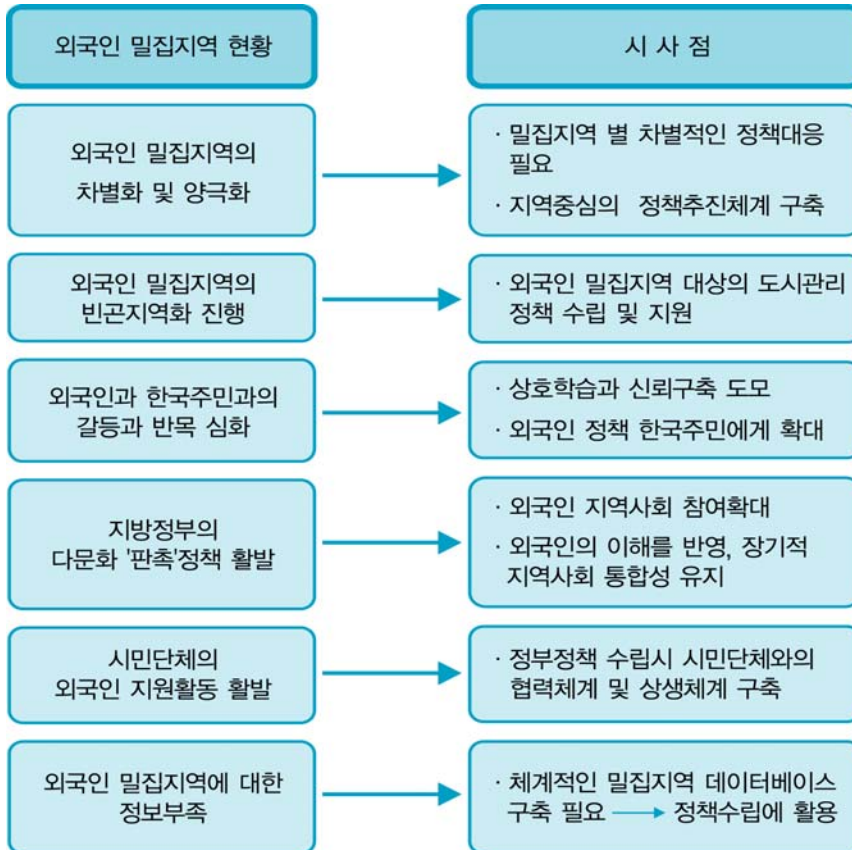 외국인 밀집지역 현황
시 사 점
외국인 밀집지역의
차별화 및 양극화
· 밀집지역 별 차별적인 정책대응
필요
· 지역중심의 정책추진체계 구축
외국인 밀집지역의
빈곤지역화 진행
· 외국인 밀집지역 대상의 도시관리
정책 수립 및 지원
외국인과 한국주민과의
갈등과 반목 심화
· 상호학습과 신뢰구축 도모
· 외국인 정책 한국주민에게 확대
지방정부의
다문화 '판촉'정책 활발
· 외국인 지역사회 참여확대
· 외국인의 이해를 반영, 장기적
지역사회 통합성 유지
시민단체의
외국인 지원활동 활발
· 정부정책 수립시 시민단체와의
협력체계 및 상생체계 구축
외국인 밀집지역에 대한
정보부족
· 체계적인 밀집지역 데이터베이스
구축 필요 → 정책수립에 활용